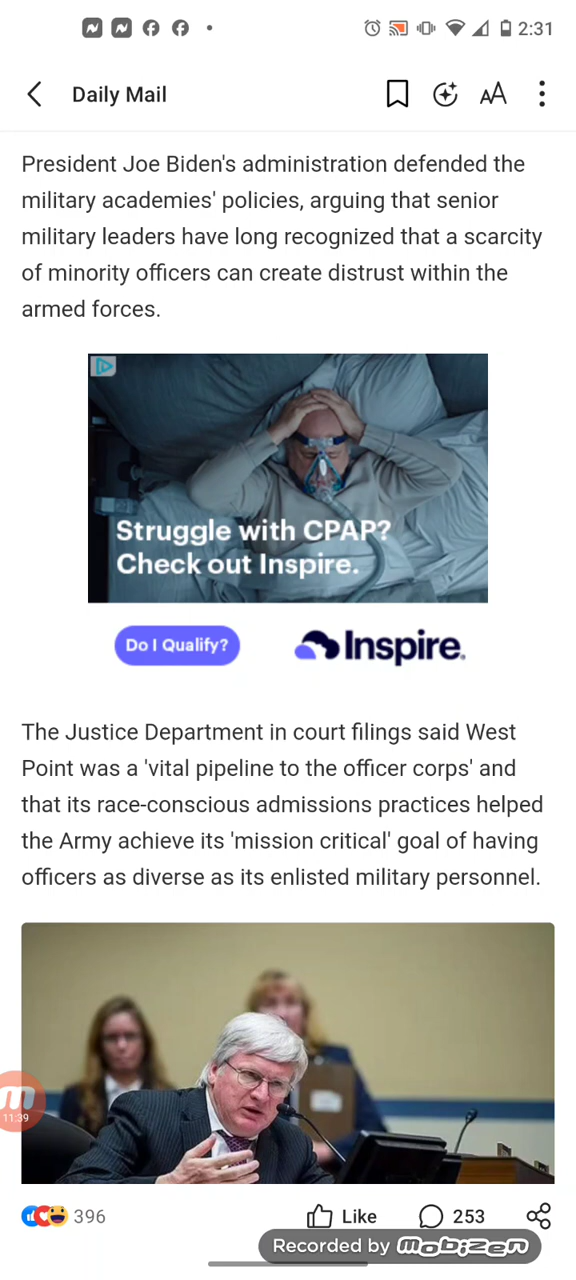 2:31
Daily Mail
AA
President Joe Biden's administration defended the
military academies' policies, arguing that senior
military leaders have long recognized that a scarcity
of minority officers can create distrust within the
armed forces.
Struggle with CPAP?
Check out Inspire.
Do I Qualify?
Inspire.
The Justice Department in court filings said West
Point was a 'vital pipeline to the officer corps' and
that its race-conscious admissions practices helped
the Army achieve its 'mission critical' goal of having
officers as diverse as its enlisted military personnel.
m
11:39
396
Like
253
Recorded by mobizen